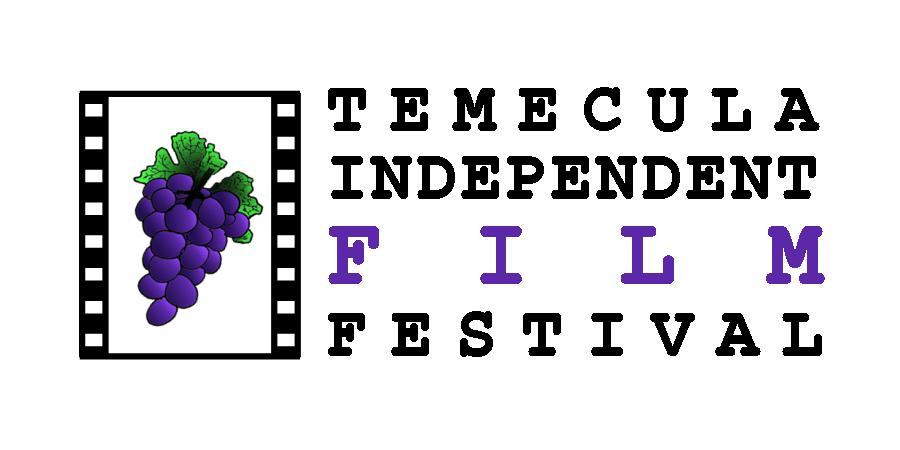 TEMECULA
INDEPENDENT
FILM
FESTIVAL